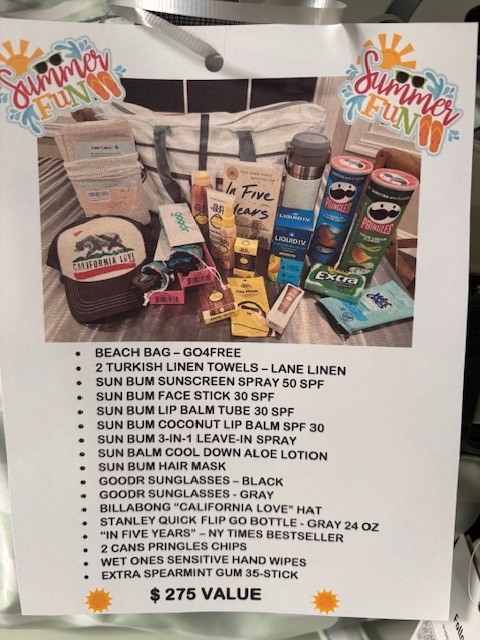 Summer Fun
Summer Fun
In Five Years
goodr
CALIFORNIA LOVE
LIQUID I.V.
LIQUID I.V.
PRINGLES
PRINGLES
Extra
BEACH BAG – GO4FREE
2 TURKISH LINEN TOWELS – LANE LINEN
SUN BUM SUNSCREEN SPRAY 50 SPF
SUN BUM FACE STICK 30 SPF
SUN BUM LIP BALM TUBE 30 SPF
SUN BUM COCONUT LIP BALM SPF 30
SUN BUM 3-IN-1 LEAVE-IN SPRAY
SUN BALM COOL DOWN ALOE LOTION
SUN BUM HAIR MASK
GOODR SUNGLASSES – BLACK
GOODR SUNGLASSES - GRAY
BILLABONG "CALIFORNIA LOVE" HAT
STANLEY QUICK FLIP GO BOTTLE - GRAY 24 OZ
"IN FIVE YEARS" – NY TIMES BESTSELLER
2 CANS PRINGLES CHIPS
WET ONES SENSITIVE HAND WIPES
EXTRA SPEARMINT GUM 35-STICK
$ 275 VALUE